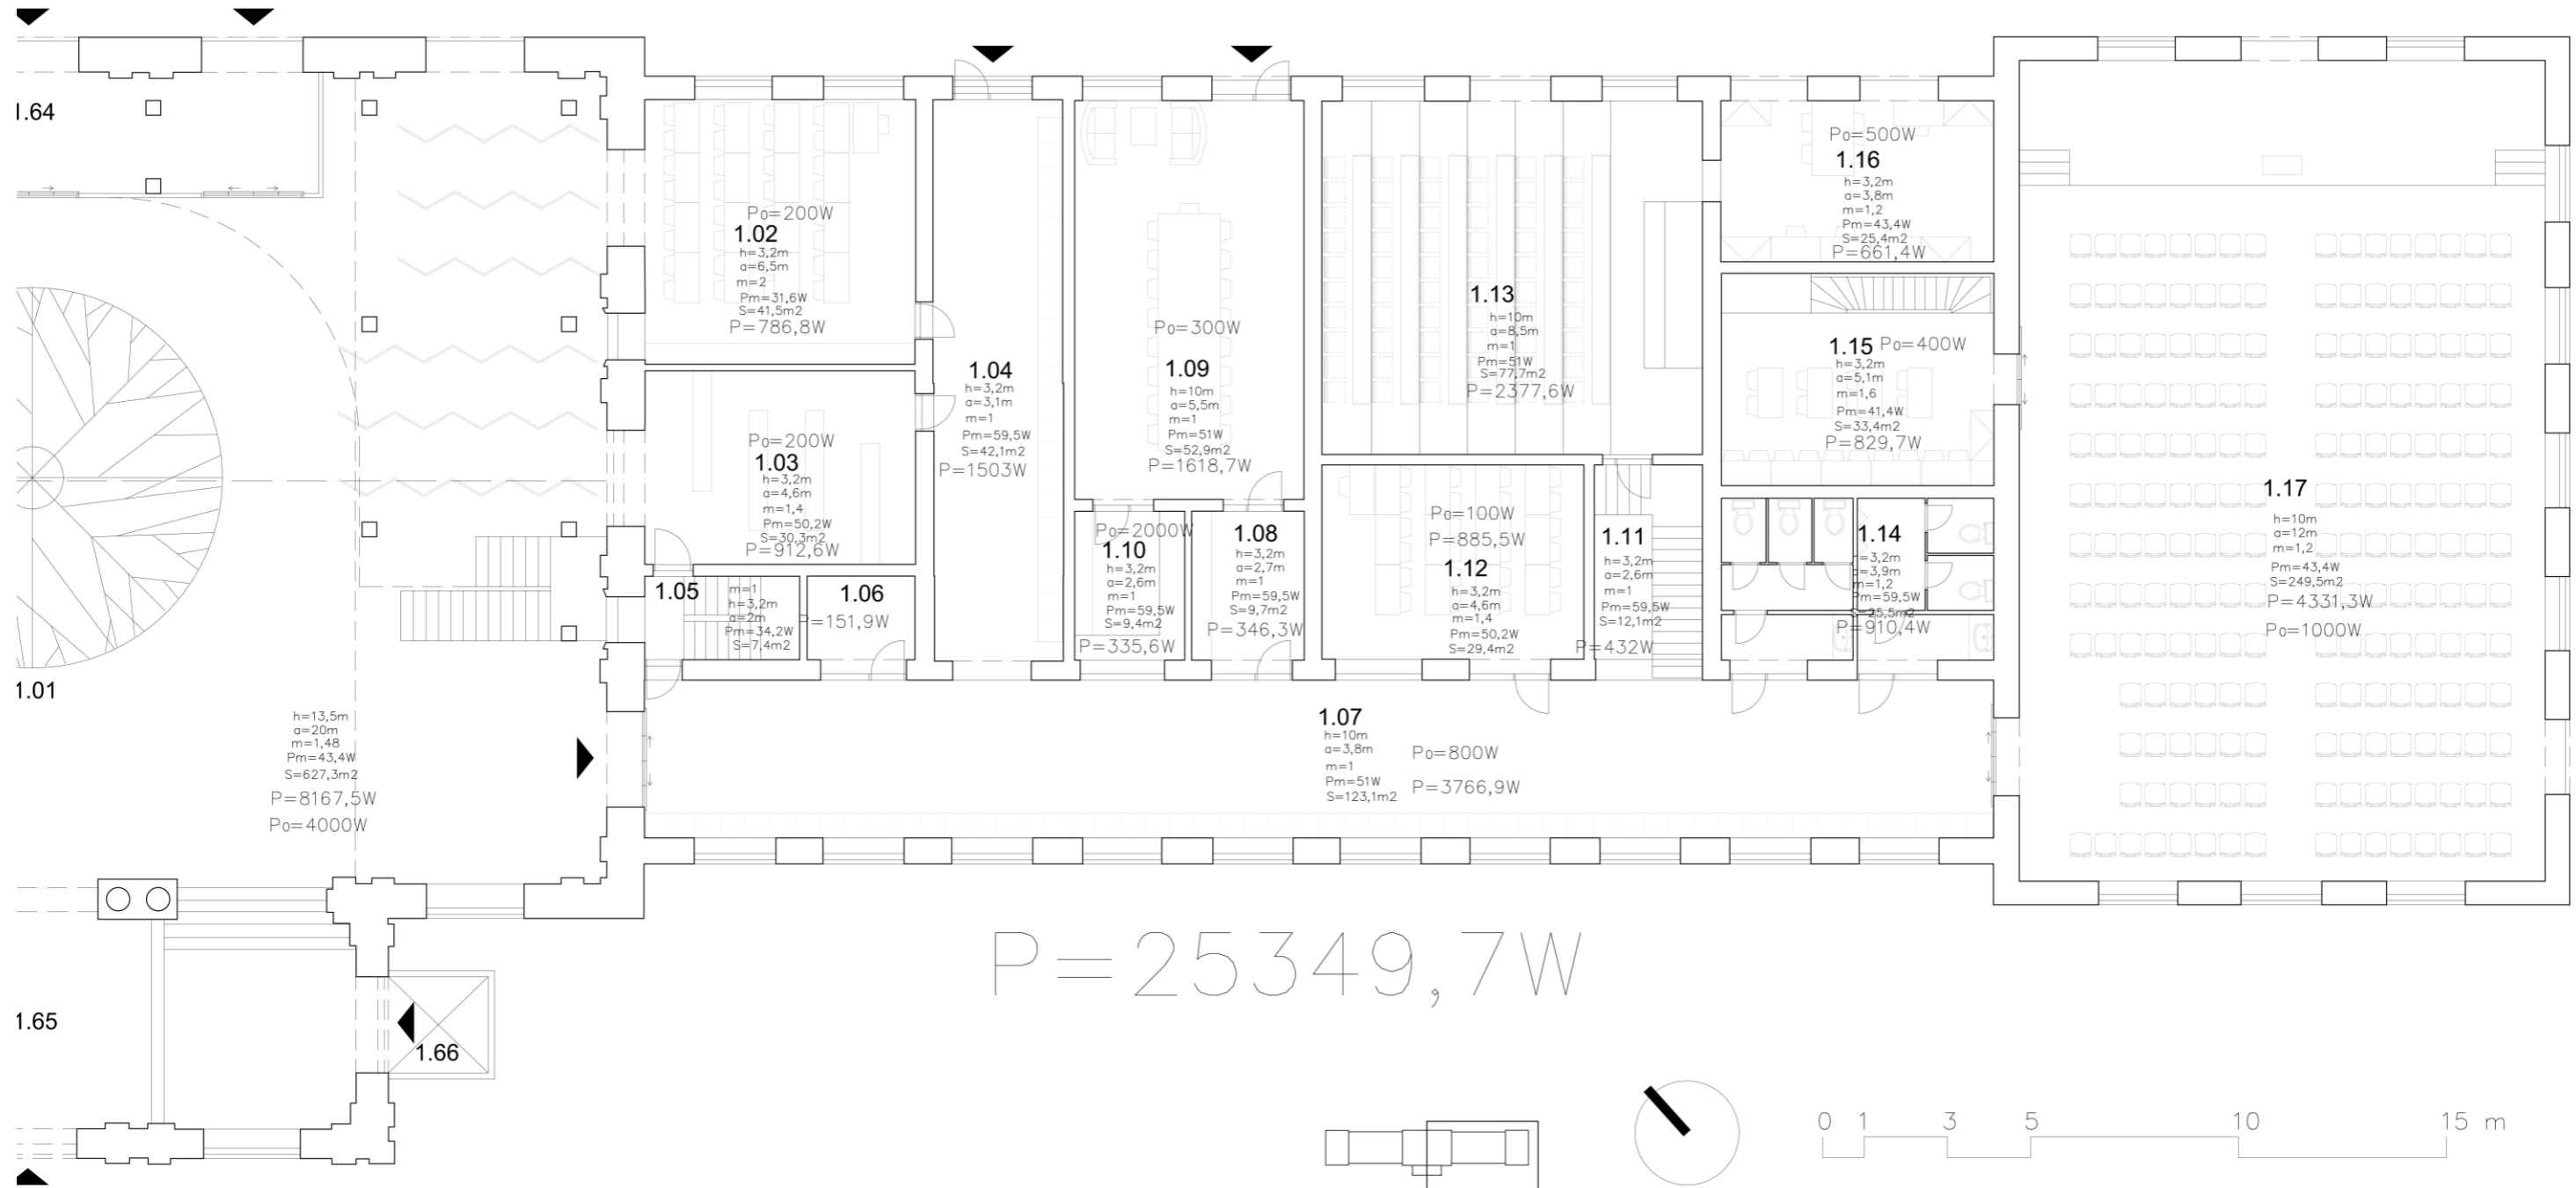 1.64
1.01
h=13,5m
a=20m
m=1,48
Pm=43,4W
S=627,3m2
P=8167,5W
Po=4000W
1.65
1.66
Po=200W
1.02
h=3,2m
a=6,5m
m=2
Pm=31,6W
S=41,5m2
P=786,8W
Po=200W
1.03
h=3,2m
a=4,6m
m=1,4
Pm=50,2W
S=30,3m2
P=912,6W
1.04
h=3,2m
a=3,1m
m=1
Pm=59,5W
S=42,1m2
P=1503W
1.05
m=1
h=3,2m
a=2m
Pm=34,2W
S=7,4m2
1.06
P=151,9W
Po=300W
1.09
h=10m
a=5,5m
m=1
Pm=51W
S=52,9m2
P=1618,7W
Po=2000W
1.10
h=3,2m
a=2,6m
m=1
Pm=59,5W
S=9,4m2
P=335,6W
1.08
h=3,2m
a=2,7m
m=1
Pm=59,5W
S=9,7m2
P=346,3W
1.13
h=10m
a=8,5m
m=1
Pm=51W
S=77,7m2
P=2377,6W
Po=100W
P=885,5W
1.12
h=3,2m
a=4,6m
m=1,4
Pm=50,2W
S=29,4m2
1.11
h=3,2m
a=2,6m
m=1
Pm=59,5W
S=12,1m2
P=432W
Po=500W
1.16
h=3,2m
a=3,8m
m=1,2
Pm=43,4W
S=25,4m2
P=661,4W
1.15 Po=400W
h=3,2m
a=5,1m
m=1,6
Pm=41,4W
S=33,4m2
P=829,7W
1.14
=3,2m
=3,9m
m=1,2
Pm=59,5W
S=25,5m2
P=910,4W
1.17
h=10m
a=12m
m=1,2
Pm=43,4W
S=249,5m2
P=4331,3W
Po=1000W
1.07
h=10m
a=3,8m
m=1
Pm=51W
S=123,1m2
Po=800W
P=3766,9W
P=25349,7W
0 1 3 5 10 15 m